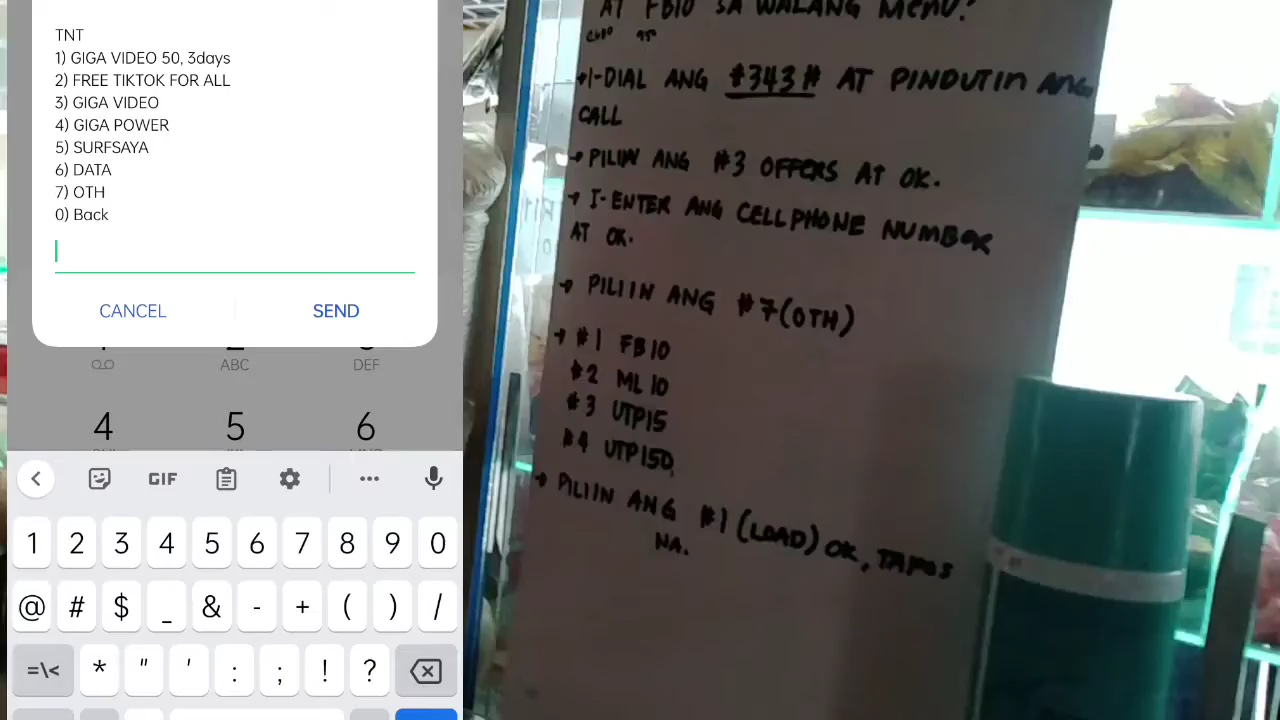 TNT
1) GIGA VIDEO 50, 3days
2) FREE TIKTOK FOR ALL
3) GIGA VIDEO
4) GIGA POWER
5) SURFSAYA
6) DATA
7) OTH
0) Back
CANCEL
SEND
ABC
DEF
4
5
6
GIF
1 2 3 4 5 6 7 8 9 0
@ # $ _ & - + ( ) /
=\< * " ' : ; ! ?
AT FB10 SA WALANG MENU?
→ I-DIAL ANG #343# AT PINDUTIN ANG
CALL
→ PILIIN ANG #3 OFFERS AT OK.
→ I-ENTER ANG CELLPHONE NUMBER
AT OK.
→ PILIIN ANG #7(OTH)
→ #1 FB10
#2 ML10
#3 UTP15
#4 UTP150
→ PILIIN ANG #1 (LOAD) OK, TAPOS
NA.